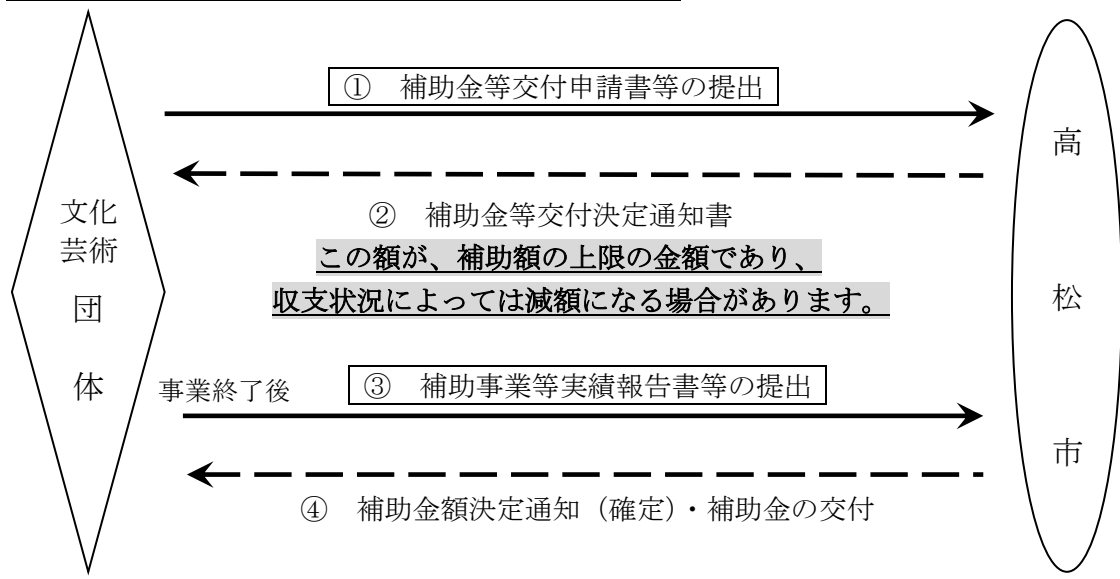 文化
芸術
団
体
① 補助金等交付申請書等の提出
② 補助金等交付決定通知書
この額が、補助額の上限の金額であり、
収支状況によっては減額になる場合があります。
事業終了後
③ 補助事業等実績報告書等の提出
④ 補助金額決定通知（確定）・補助金の交付
高
松
市